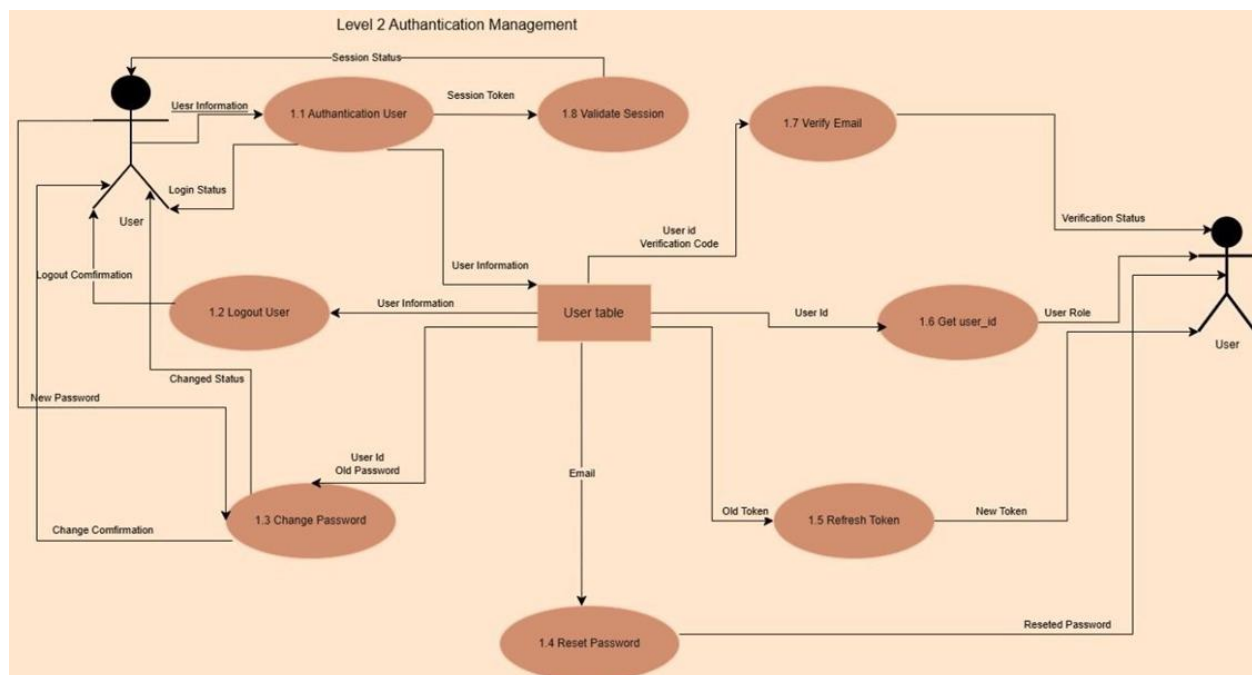 Level 2 Authantication Management
Session Status
Uesr Information
1.1 Authantication User
Session Token
1.8 Validate Session
1.7 Verify Email
Login Status
User
Verification Status
User id
Verification Code
User Information
Logout Comfirmation
1.2 Logout User
User Information
User table
User Id
1.6 Get user_id
User Role
User
Changed Status
New Password
User Id
Old Password
Email
1.3 Change Password
Change Comfirmation
Old Token
1.5 Refresh Token
New Token
1.4 Reset Password
Reseted Password